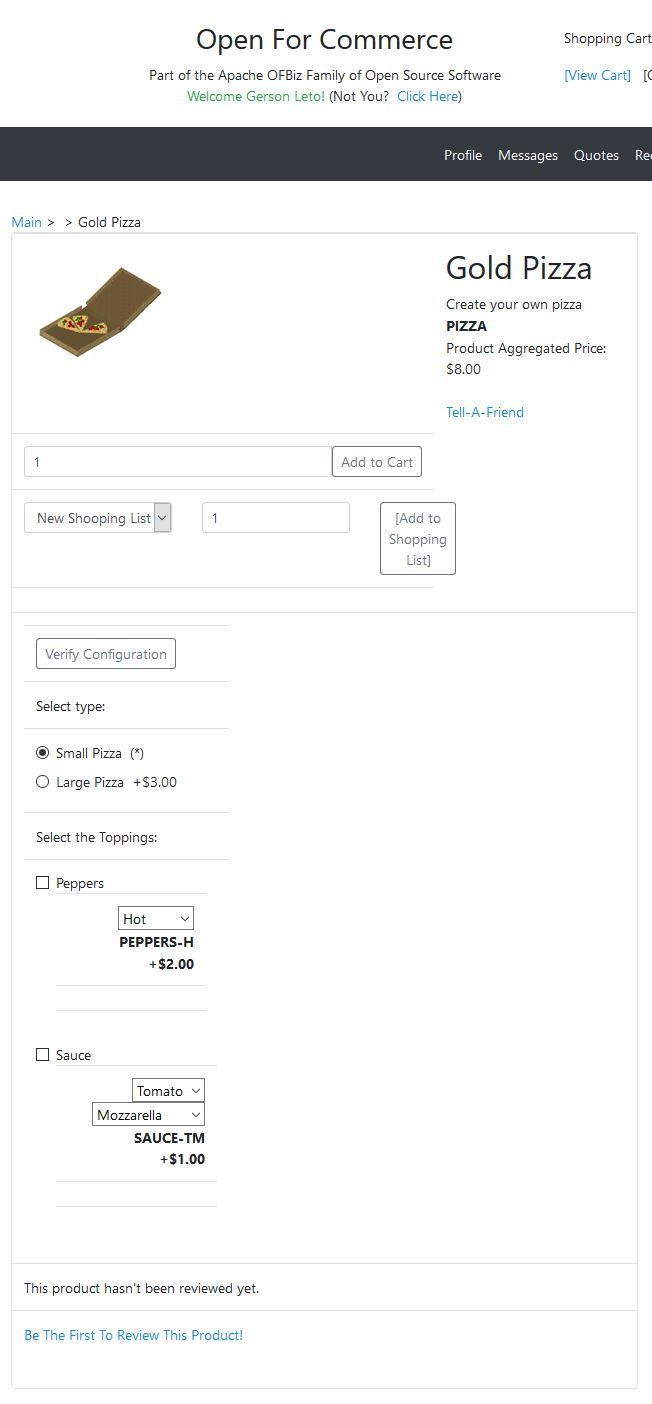 Open For Commerce
Shopping Cart
Part of the Apache OFBiz Family of Open Source Software
[View Cart] [
Welcome Gerson Leto! (Not You? Click Here)
Profile Messages Quotes Re
Main > > Gold Pizza
Gold Pizza
Create your own pizza
PIZZA
Product Aggregated Price:
$8.00
Tell-A-Friend
1 Add to Cart
New Shooping List 1 [Add to
Shopping
List]
Verify Configuration
Select type:
Small Pizza (*)
Large Pizza +$3.00
Select the Toppings:
Peppers
Hot
PEPPERS-H
+$2.00
Sauce
Tomato
Mozzarella
SAUCE-TM
+$1.00
This product hasn't been reviewed yet.
Be The First To Review This Product!